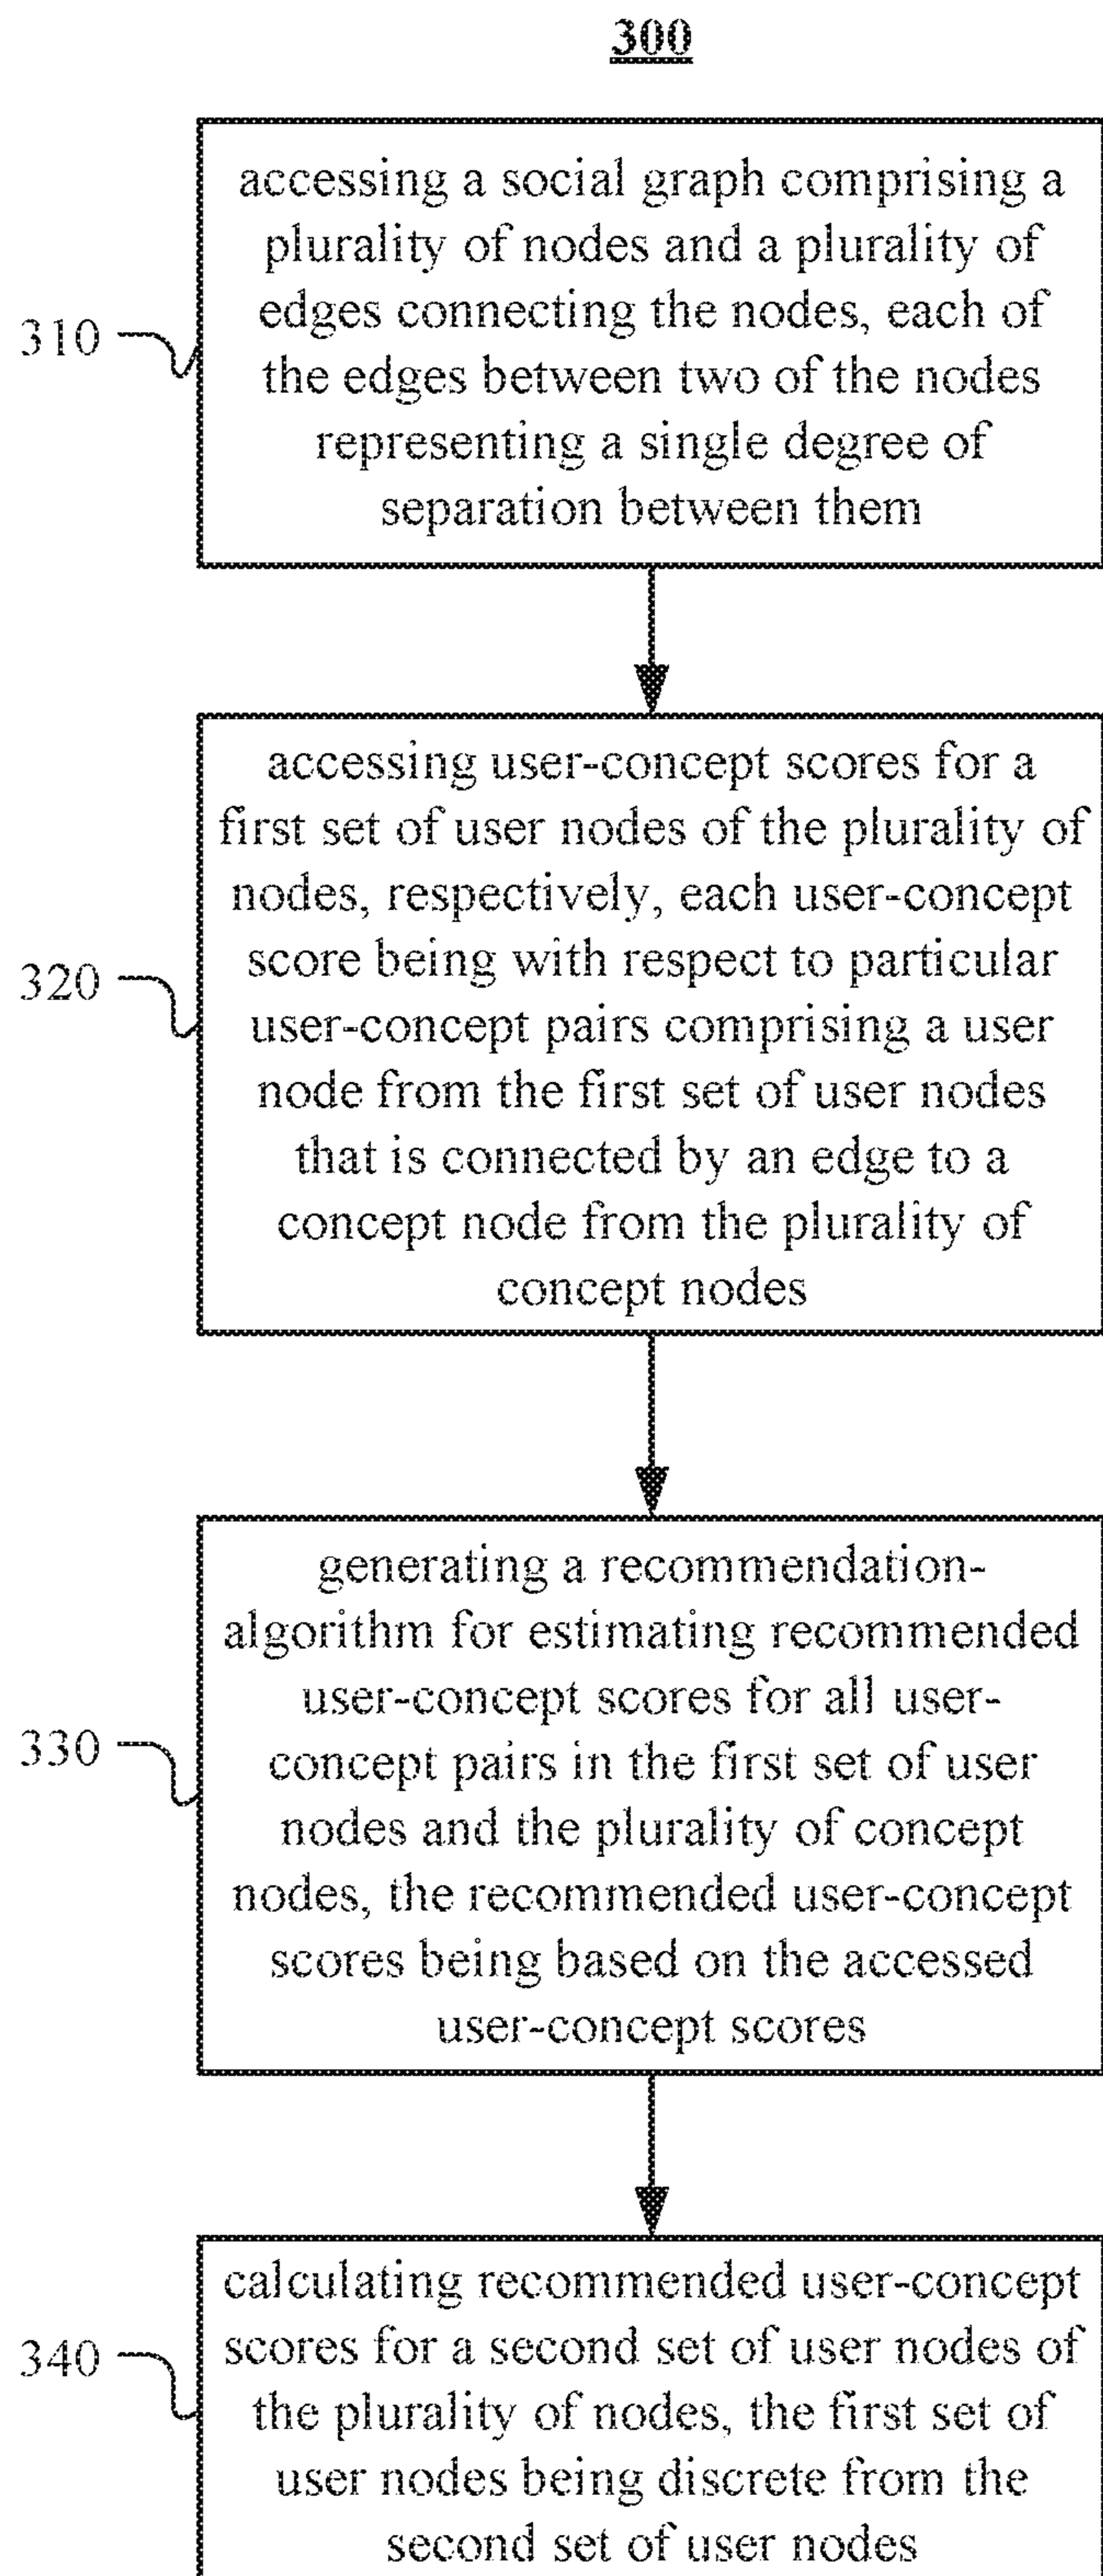 300
accessing a social graph comprising a
plurality of nodes and a plurality of
edges connecting the nodes, each of
the edges between two of the nodes
representing a single degree of
separation between them
310
accessing user-concept scores for a
first set of user nodes of the plurality of
nodes, respectively, each user-concept
score being with respect to particular
user-concept pairs comprising a user
node from the first set of user nodes
that is connected by an edge to a
concept node from the plurality of
concept nodes
320
generating a recommendation-
algorithm for estimating recommended
user-concept scores for all user-
concept pairs in the first set of user
nodes and the plurality of concept
nodes, the recommended user-concept
scores being based on the accessed
user-concept scores
330
calculating recommended user-concept
scores for a second set of user nodes of
the plurality of nodes, the first set of
user nodes being discrete from the
second set of user nodes
340